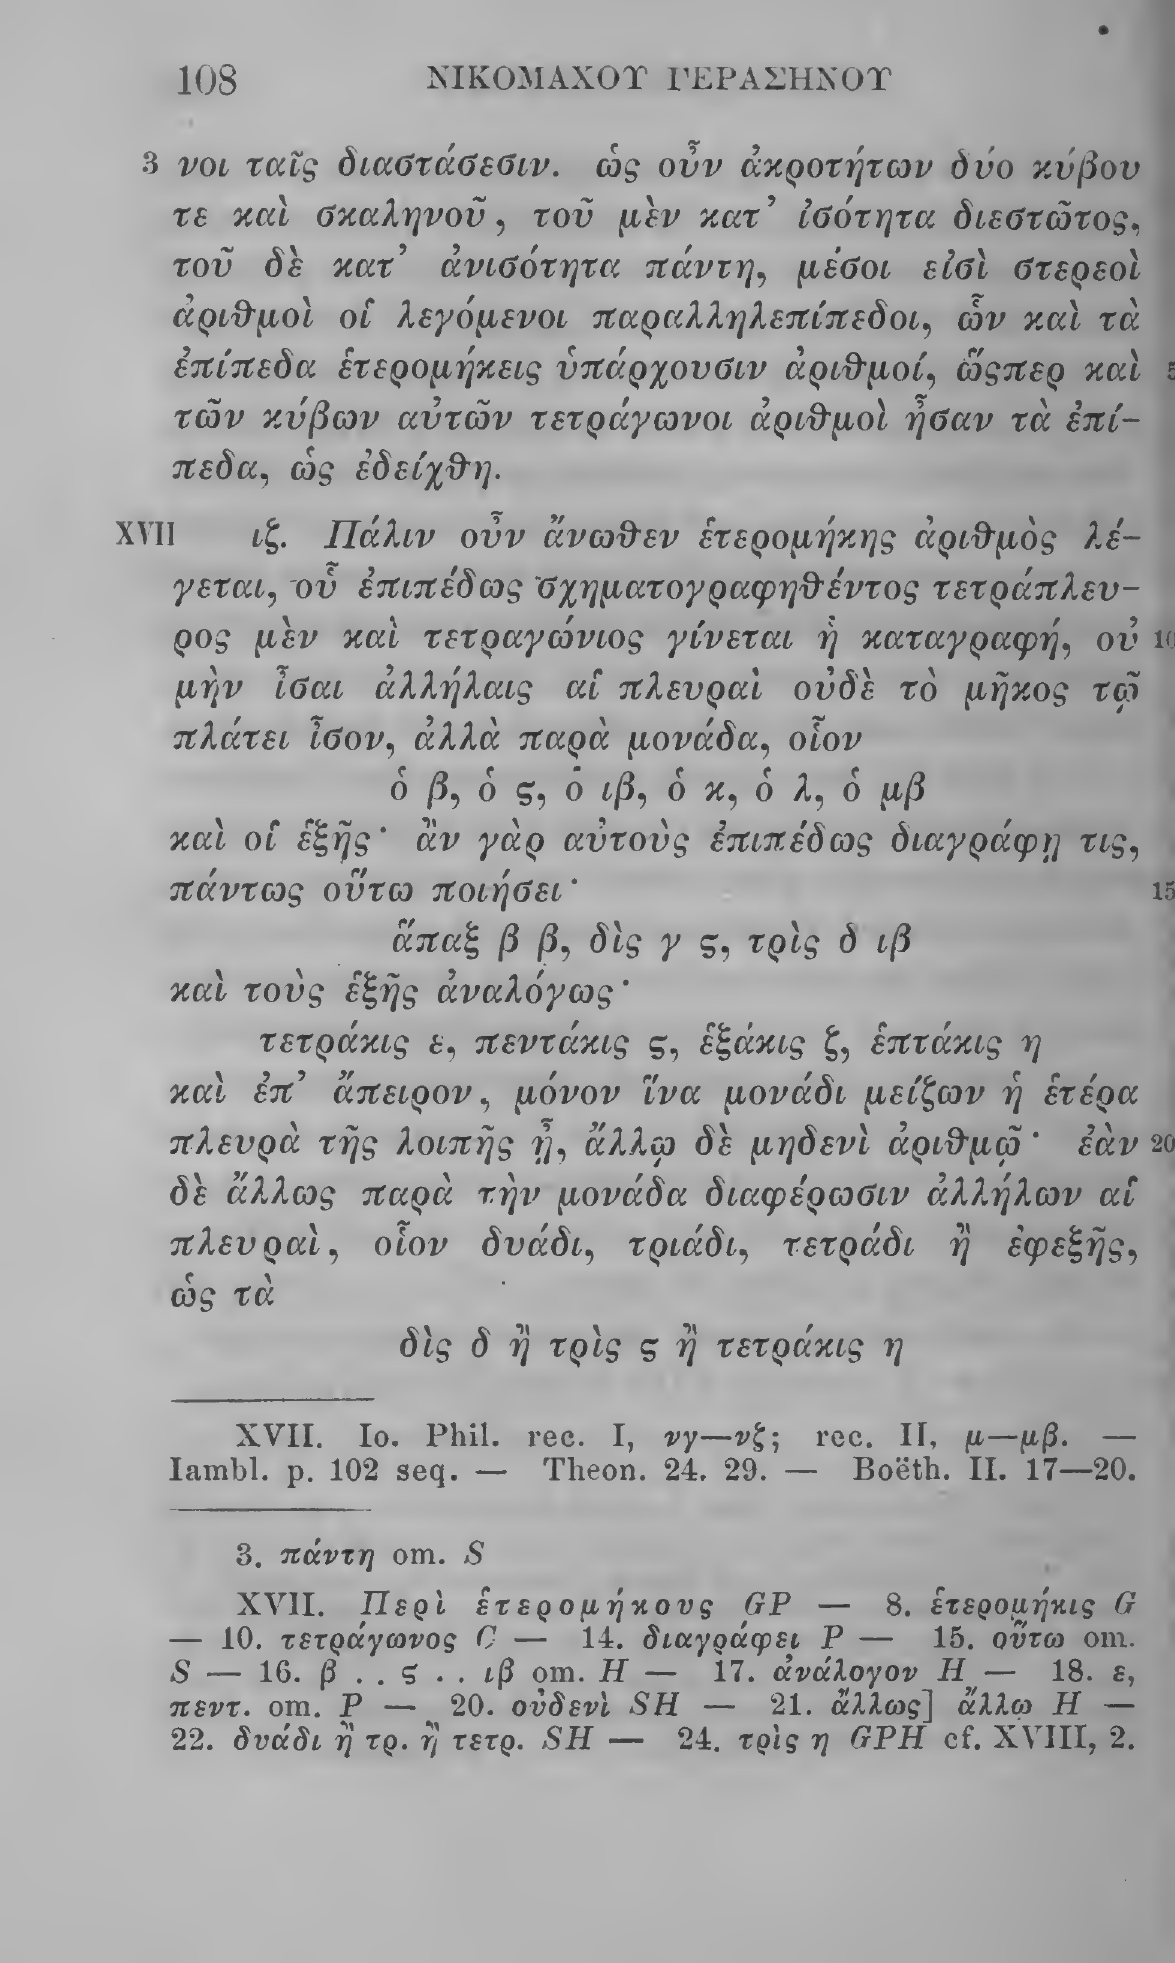 108 ΝΙΚΟΜΑΧΟΥ ΓΕΡΑΣΗΝΟΥ
3 νοι ταῖς διαστάσεσιν. ὡς οὖν ἀκροτήτων δύο κύβου
τε καὶ σκαληνοῦ, τοῦ μὲν κατ’ ἰσότητα διεστῶτος,
τοῦ δὲ κατ’ ἀνισότητα πάντη, μέσοι εἰσὶ στερεοὶ
ἀριθμοὶ οἱ λεγόμενοι παραλληλεπίπεδοι, ὧν καὶ τὰ
ἐπίπεδα ἑτερομήκεις ὑπάρχουσιν ἀριθμοί, ὥςπερ καὶ 5
τῶν κύβων αὐτῶν τετράγωνοι ἀριθμοὶ ἦσαν τὰ ἐπί-
πεδα, ὡς ἐδείχθη.
XVII ιζ. Πάλιν οὖν ἄνωθεν ἑτερομήκης ἀριθμὸς λέ-
γεται, οὗ ἐπιπέδως σχηματογραφηθέντος τετράπλευ-
ρος μὲν καὶ τετραγώνιος γίνεται ἡ καταγραφή, οὐ 10
μὴν ἴσαι ἀλλήλαις αἱ πλευραὶ οὐδὲ τὸ μῆκος τῷ
πλάτει ἴσον, ἀλλὰ παρὰ μονάδα, οἷον
ὁ β, ὁ ς, ὁ ιβ, ὁ κ, ὁ λ, ὁ μβ
καὶ οἱ ἑξῆς· ἂν γὰρ αὐτοὺς ἐπιπέδως διαγράφῃ τις,
πάντως οὕτω ποιήσει· 15
ἅπαξ β β, δὶς γ ς, τρὶς δ ιβ
καὶ τοὺς ἑξῆς ἀναλόγως·
τετράκις ε, πεντάκις ς, ἑξάκις ζ, ἑπτάκις η
καὶ ἐπ’ ἄπειρον, μόνον ἵνα μονάδι μείζων ἡ ἑτέρα
πλευρὰ τῆς λοιπῆς ᾖ, ἄλλῳ δὲ μηδενὶ ἀριθμῷ· ἐὰν 20
δὲ ἄλλως παρὰ τὴν μονάδα διαφέρωσιν ἀλλήλων αἱ
πλευραὶ, οἷον δυάδι, τριάδι, τετράδι ἢ ἐφεξῆς,
ὡς τὰ
δὶς δ ἢ τρὶς ς ἢ τετράκις η
XVII. Io. Phil. rec. I, νγ—νζ; rec. II, μ—μβ. —
Iambl. p. 102 seq. — Theon. 24. 29. — Boëth. II. 17—20.
3. πάντη om. S
XVII. Περὶ ἑτερομήκους GP — 8. ἑτερομήκις G
— 10. τετράγωνος C — 14. διαγράφει P — 15. οὕτω om.
S — 16. β . . ς . . ιβ om. H — 17. ἀνάλογον H — 18. ε,
πεντ. om. P — 20. οὐδενὶ SH — 21. ἄλλως] ἄλλῳ H —
22. δυάδι ἢ τρ. ἢ τετρ. SH — 24. τρὶς η GPH cf. XVIII, 2.